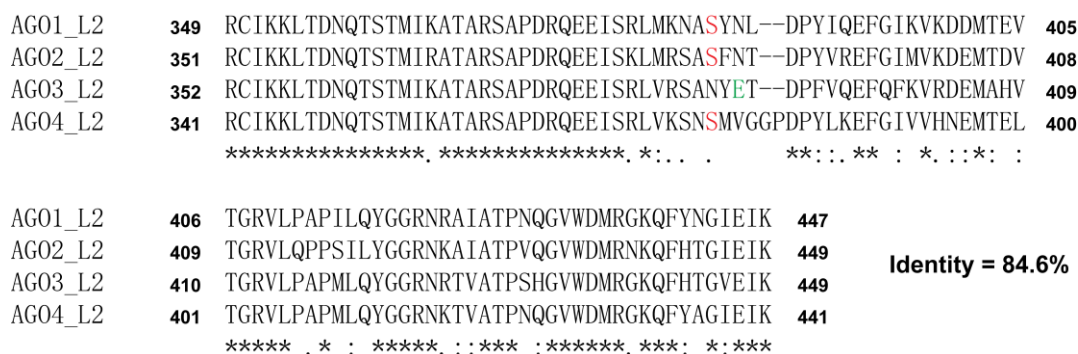 AGO1_L2 349 RCIKKLTDNQTSTMIKATARSAPDRQEEISRLMKNASYNL--DPYIQEFGIKVKDDMTEV 405
AGO2_L2 351 RCIKKLTDNQTSTMIRATARSAPDRQEEISKLMRSASFNT--DPYVREFGIMVKDEMTDV 408
AGO3_L2 352 RCIKKLTDNQTSTMIKATARSAPDRQEEISRLVRSANYET--DPFVQEFQFKVRDEMAHV 409
AGO4_L2 341 RCIKKLTDNQTSTMIKATARSAPDRQEEISRLVKSNSMVGGPDPYLKEFGIVVHNEMTEL 400
***************.**************.*:.. .     **::.** : *.::*: :
AGO1_L2 406 TGRVLPAPILQYGGRNRAIATPNQGVWDMRGKQFYNGIEIK 447
AGO2_L2 409 TGRVLQPPSILYGGRNKAIATPVQGVWDMRNKQFHTGIEIK 449
Identity = 84.6%
AGO3_L2 410 TGRVLPAPMLQYGGRNRTVATPSHGVWDMRGKQFHTGVEIK 449
AGO4_L2 401 TGRVLPAPMLQYGGRNKTVATPNQGVWDMRGKQFYAGIEIK 441
***** .* : *****.::*** :******.***: *:***